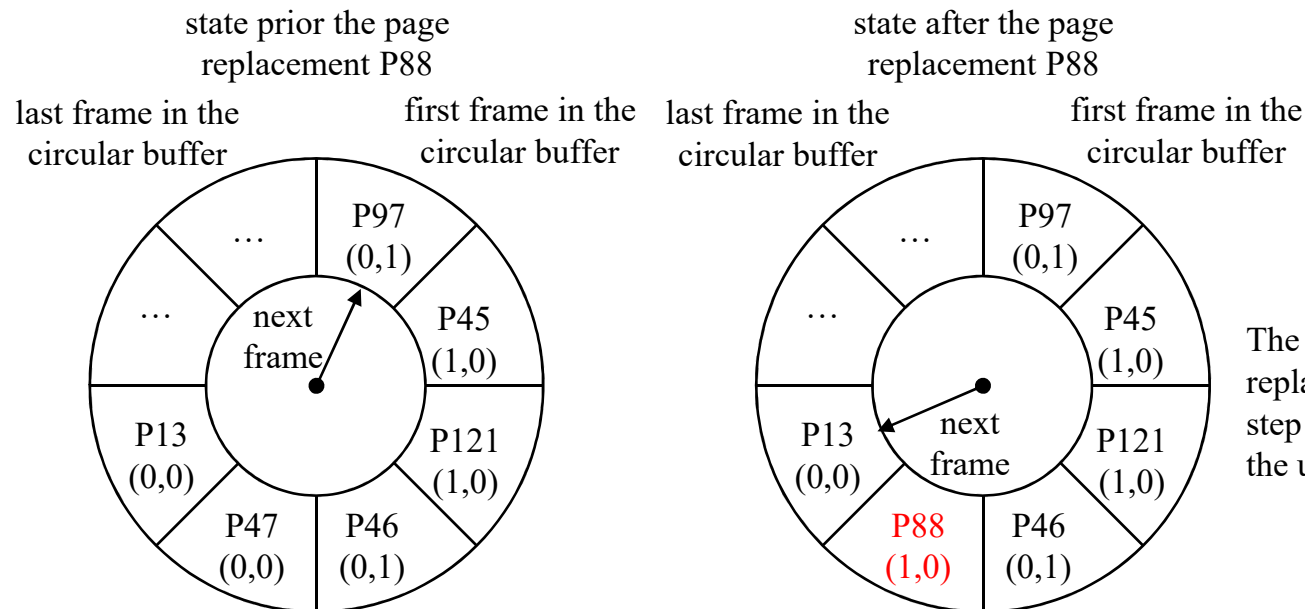 state prior the page
replacement P88
last frame in the
circular buffer
first frame in the
circular buffer
…
P97
(0,1)
…
next
frame
P45
(1,0)
P13
(0,0)
P121
(1,0)
P47
(0,0)
P46
(0,1)
state after the page
replacement P88
last frame in the
circular buffer
first frame in the
circular buffer
…
P97
(0,1)
…
P45
(1,0)
P13
(0,0)
next
frame
P121
(1,0)
P88
(1,0)
P46
(0,1)
The
step